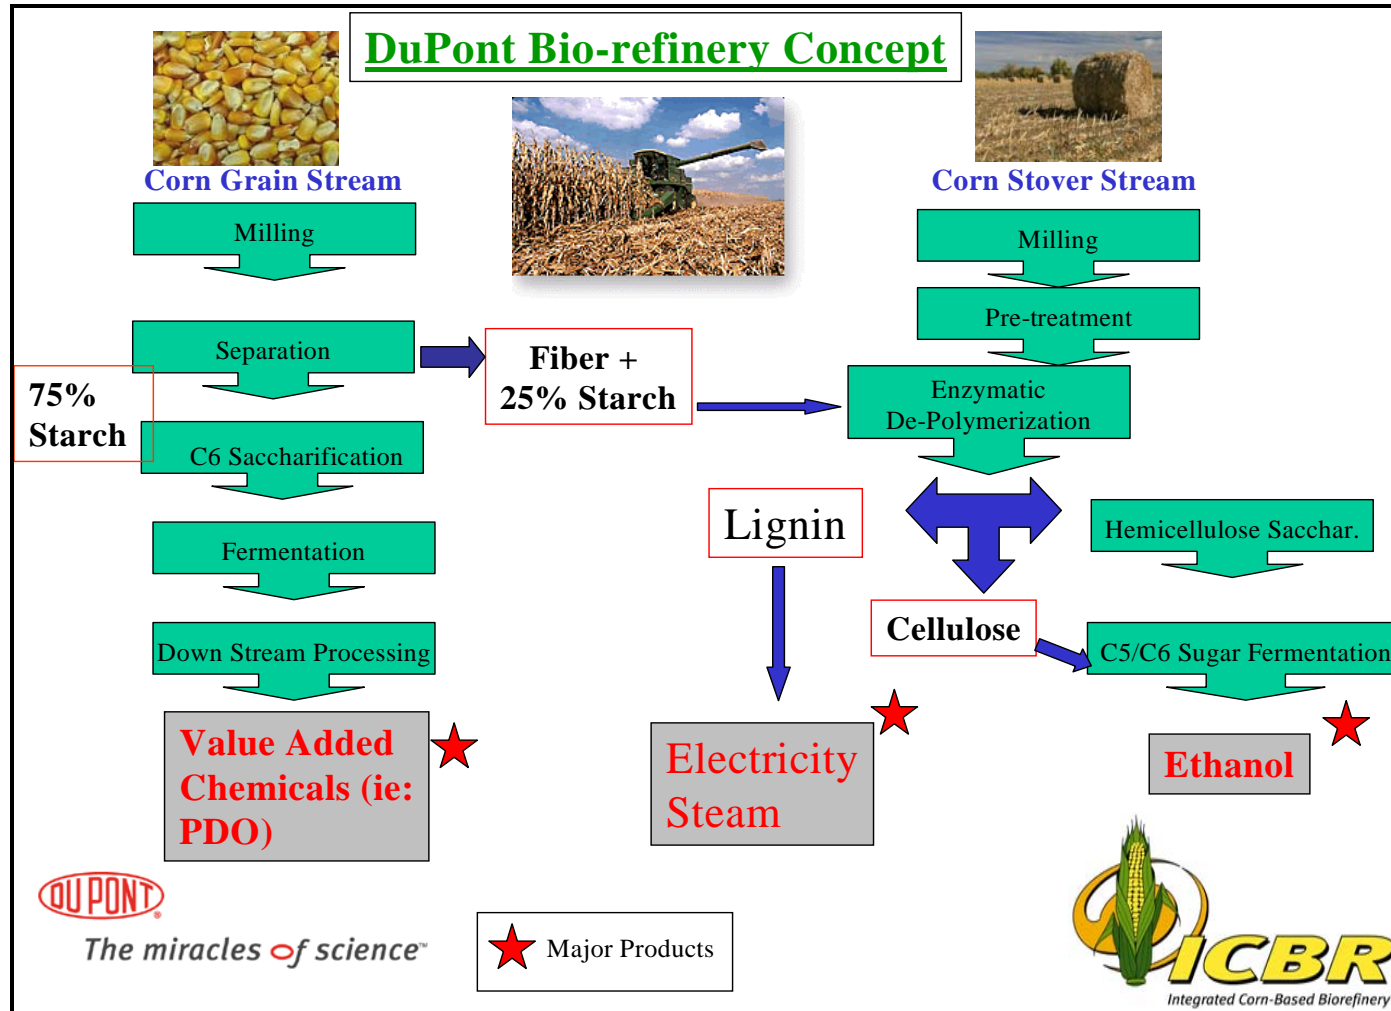 DuPont Bio-refinery Concept
Corn Grain Stream
Corn Stover Stream
Milling
Milling
Pre-treatment
Separation
Fiber +
25% Starch
75%
Starch
Enzymatic
De-Polymerization
C6 Saccharification
Lignin
Hemicellulose Sacchar.
Fermentation
Cellulose
Down Stream Processing
C5/C6 Sugar Fermentation
Value Added
Chemicals (ie:
PDO)
Electricity
Steam
Ethanol
DUPONT®
The miracles of science™
Major Products
ICBR
Integrated Corn-Based Biorefinery